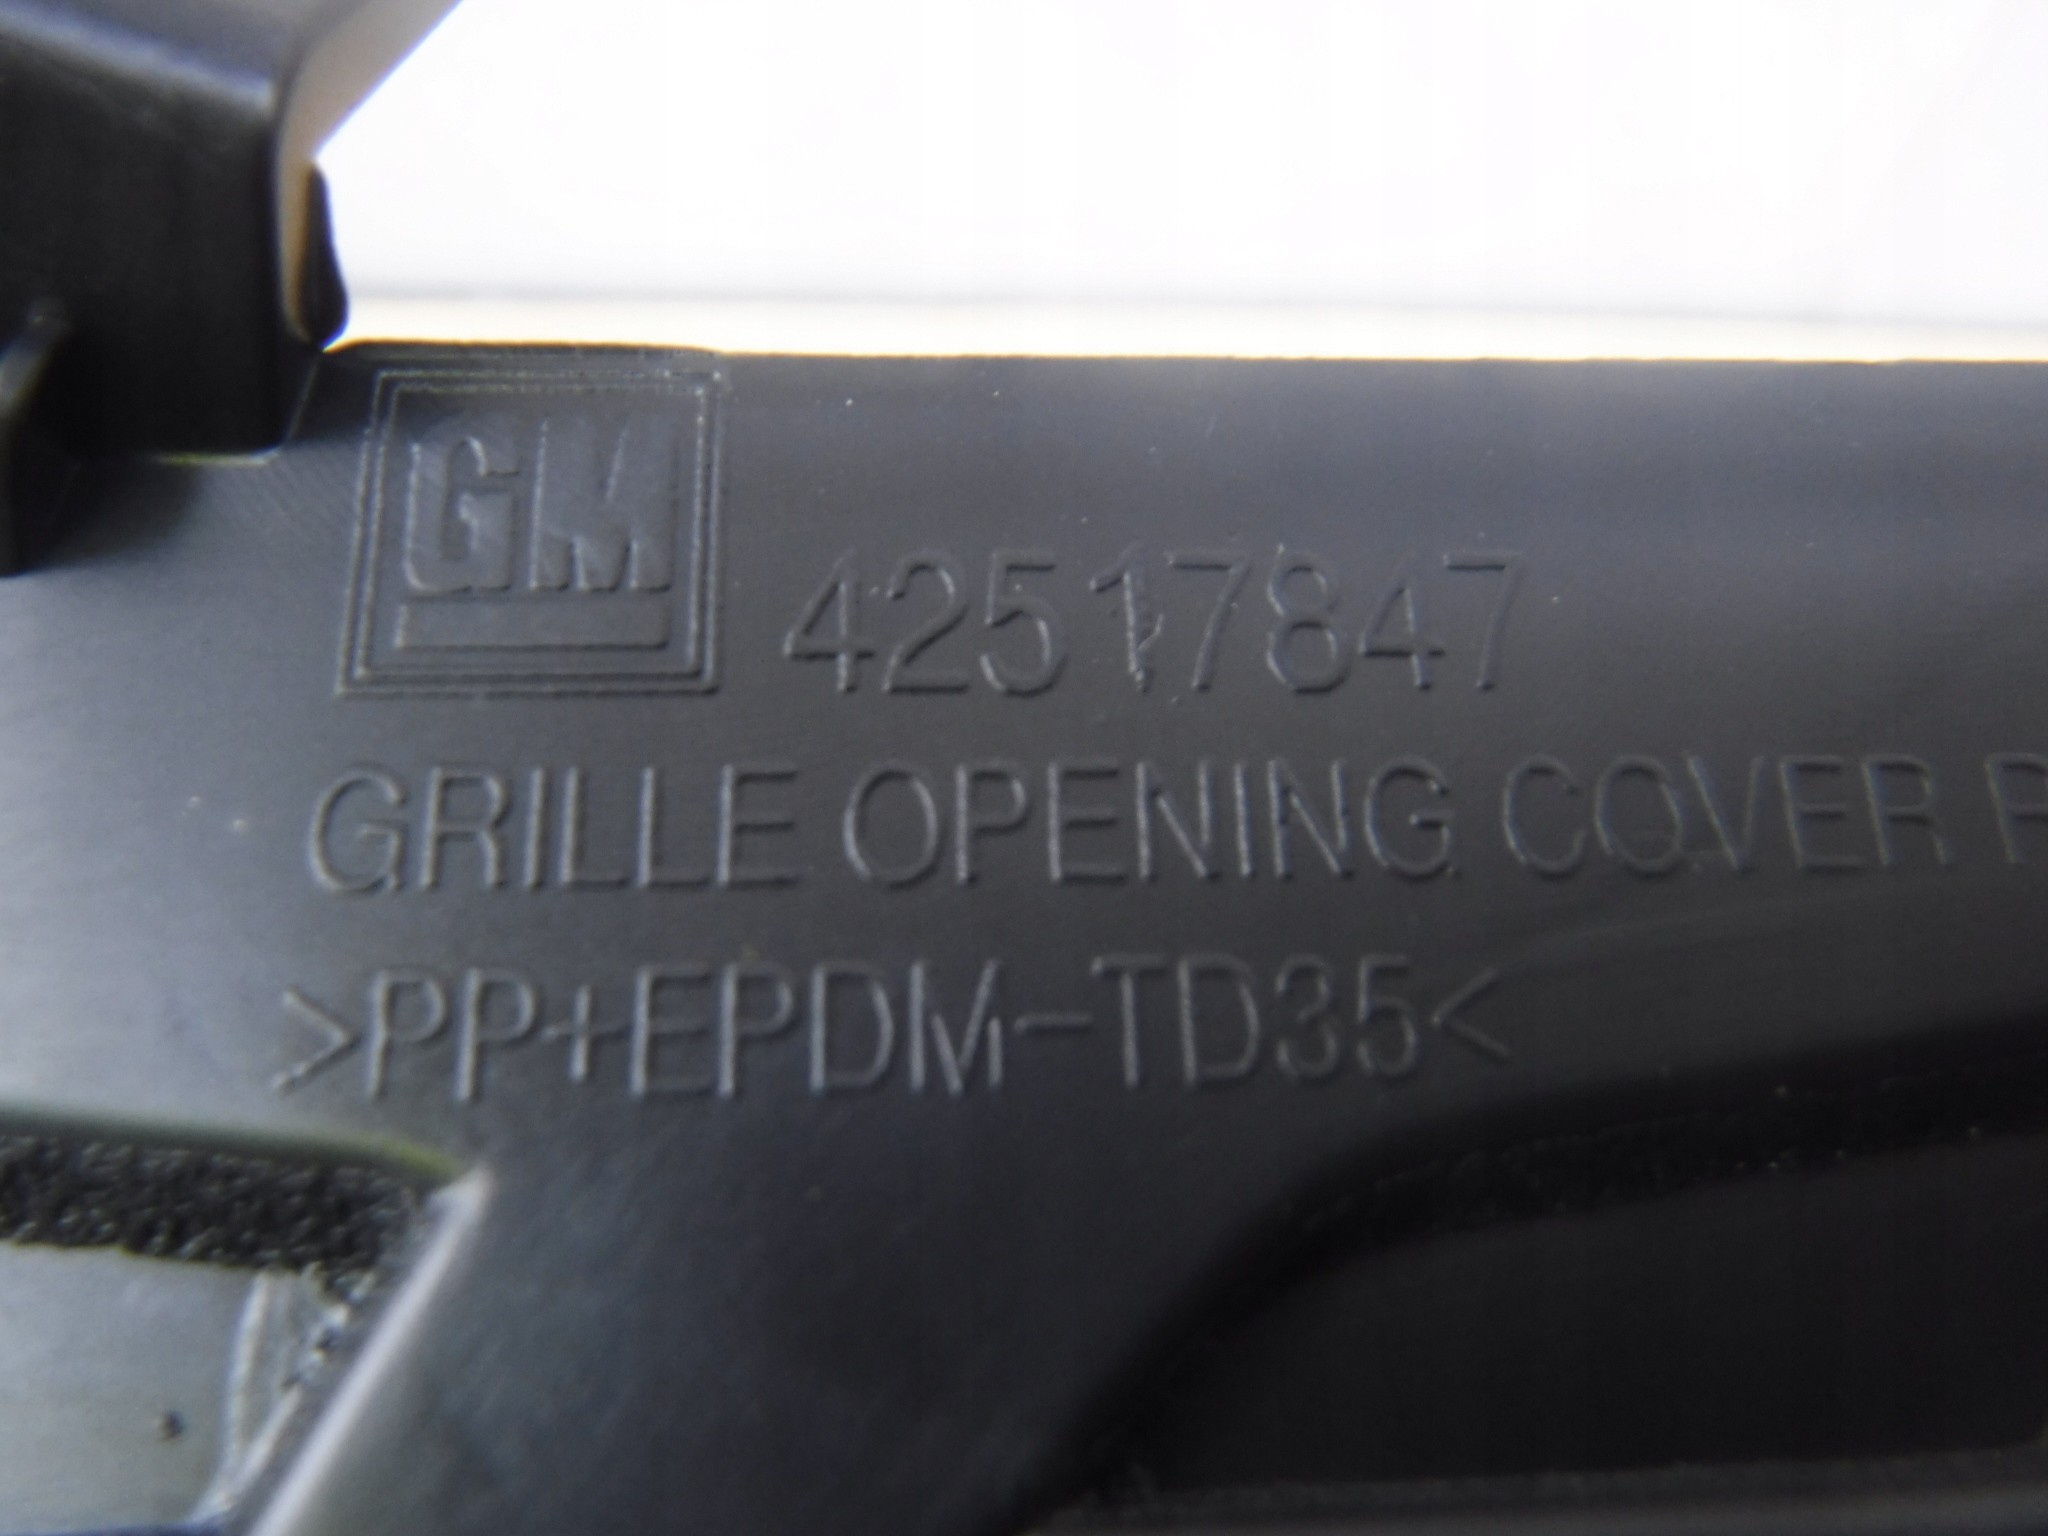 GM
42517847
GRILLE OPENING COVER
>PP+EPDM-TD35<